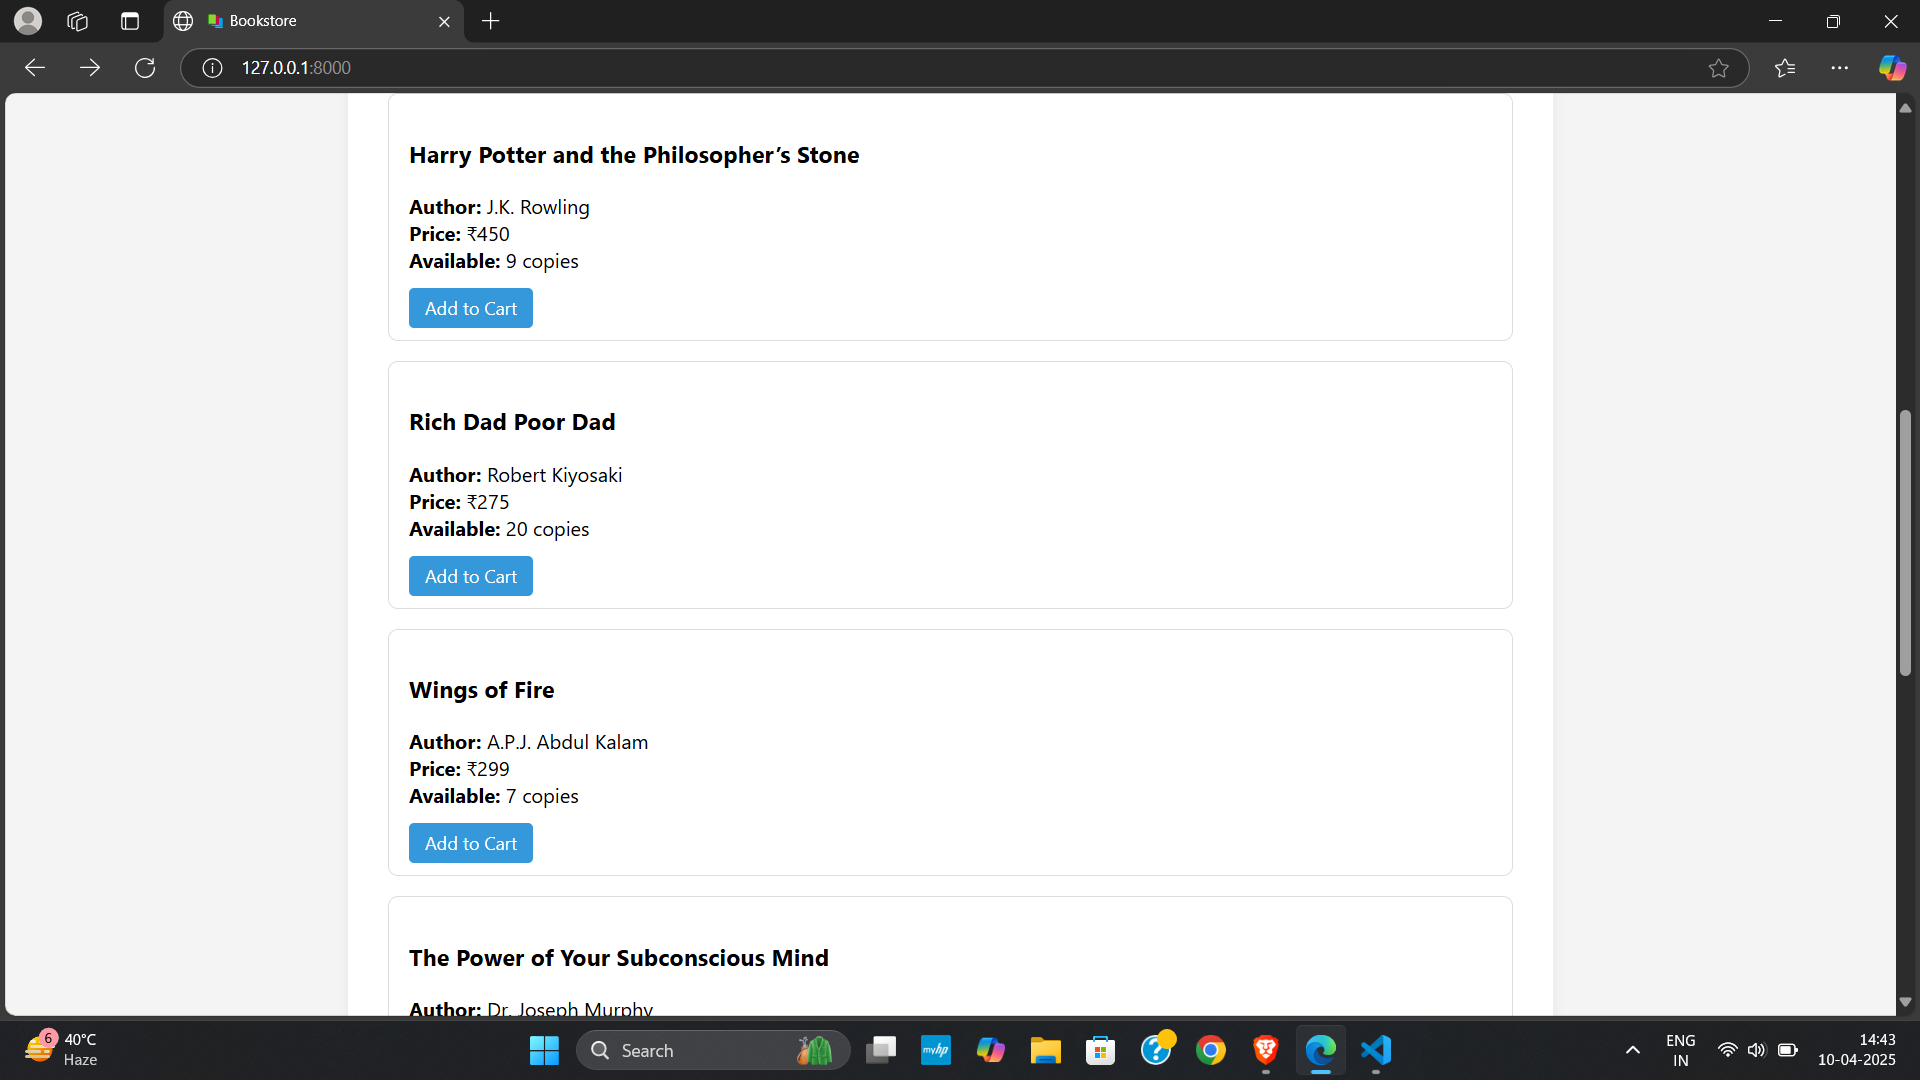 Bookstore
127.0.0.1:8000
Harry Potter and the Philosopher’s Stone
Author: J.K. Rowling
Price: ₹450
Available: 9 copies
Add to Cart
Rich Dad Poor Dad
Author: Robert Kiyosaki
Price: ₹275
Available: 20 copies
Add to Cart
Wings of Fire
Author: A.P.J. Abdul Kalam
Price: ₹299
Available: 7 copies
Add to Cart
The Power of Your Subconscious Mind
Author: Dr. Joseph Murphy
6
40°C
Haze
Search
myhp
ENG
IN
14:43
10-04-2025